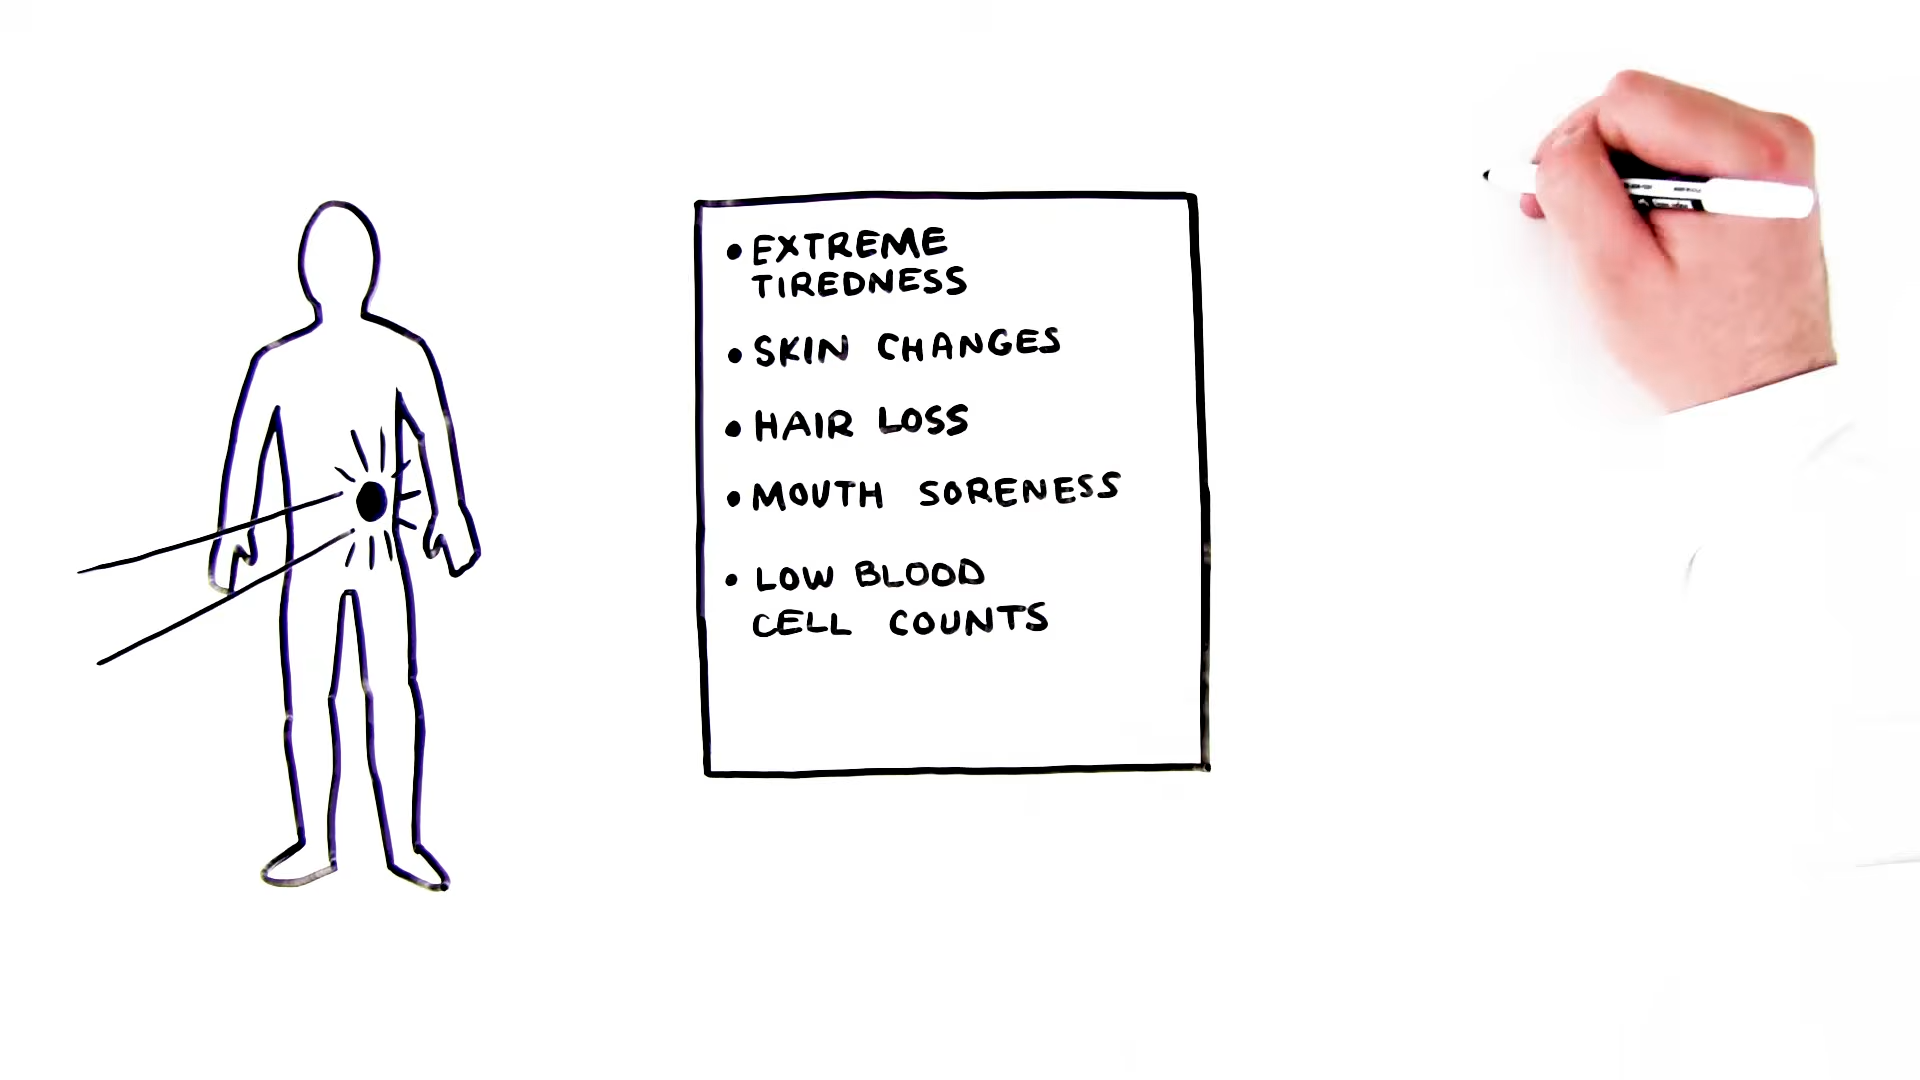 • EXTREME
TIREDNESS
• SKIN CHANGES
• HAIR LOSS
• MOUTH SORENESS
• LOW BLOOD
CELL COUNTS